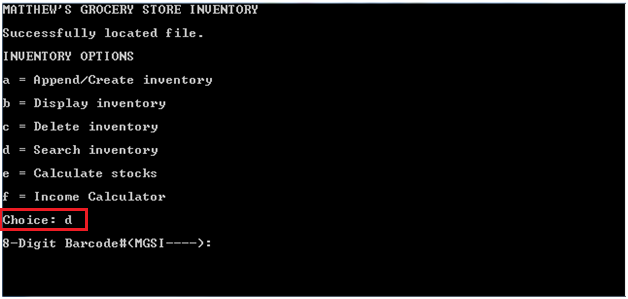 MATTHEW'S GROCERY STORE INVENTORY
Successfully located file.
INVENTORY OPTIONS
a = Append/Create inventory
b = Display inventory
c = Delete inventory
d = Search inventory
e = Calculate stocks
f = Income Calculator
Choice: d
8-Digit Barcode#(MGSI----):